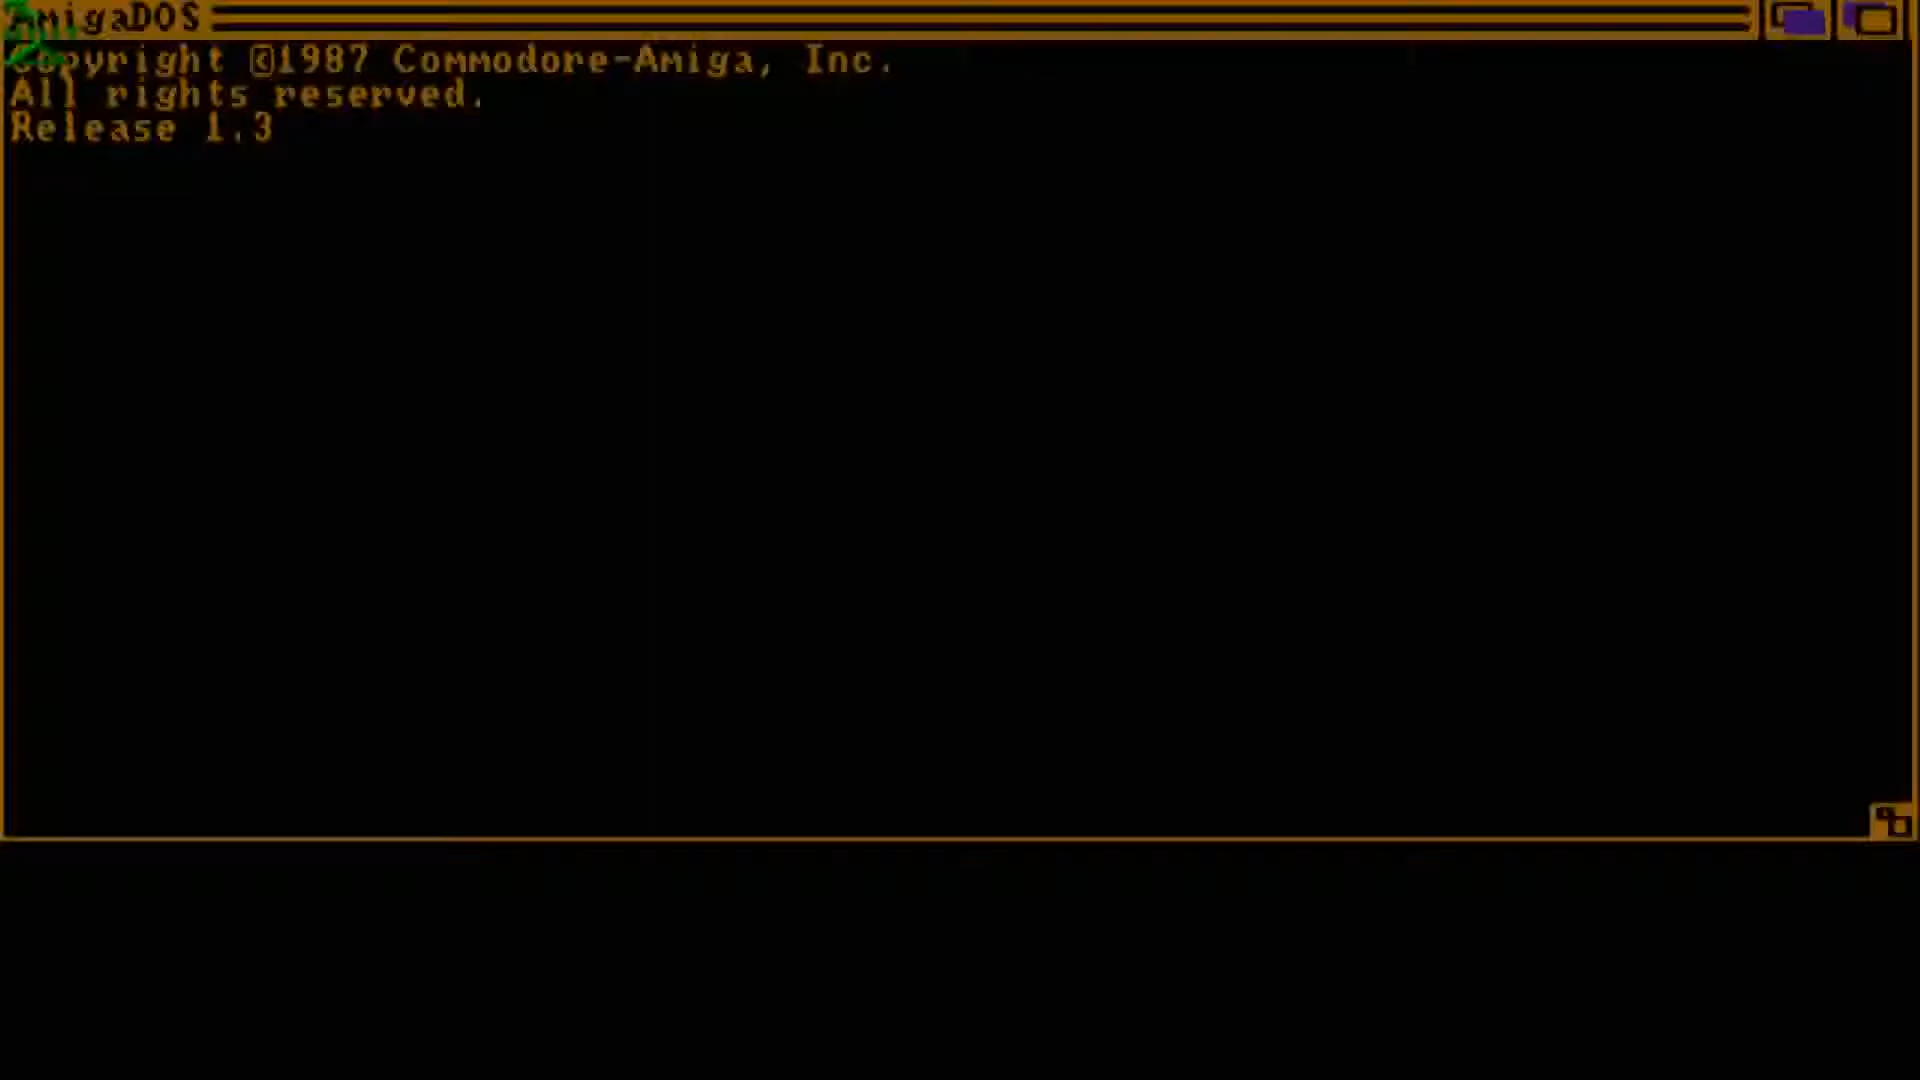 AmigaDOS
Copyright ©1987 Commodore-Amiga, Inc.
All rights reserved.
Release 1.3